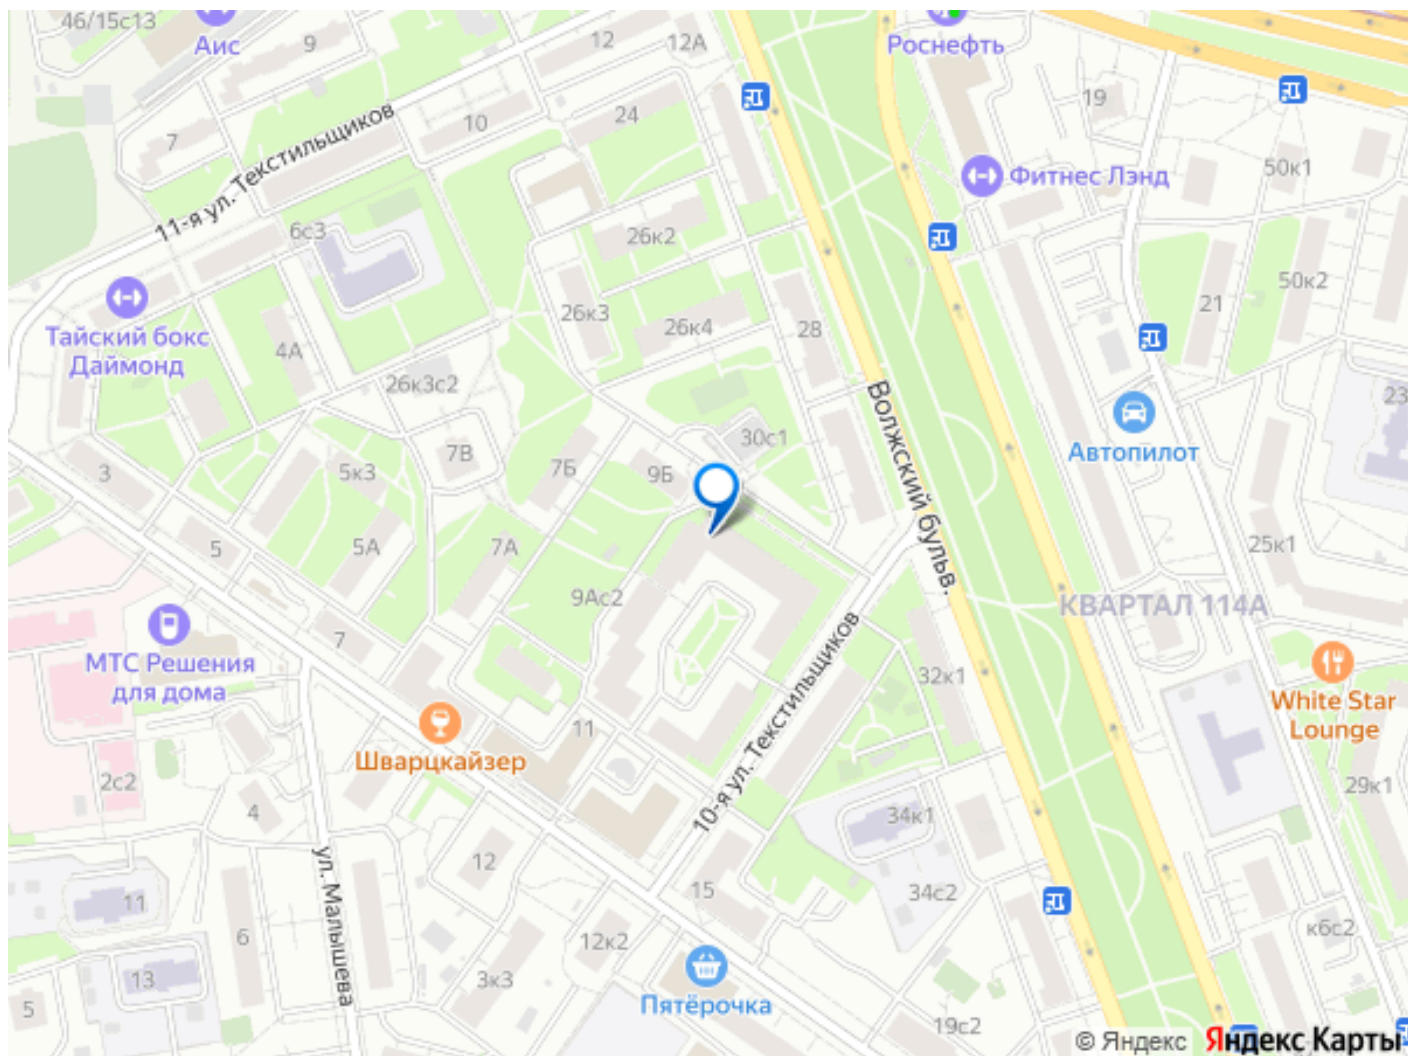 46/15с13
Аис
9
12
12А
Роснефть
7
10
24
19
11-я ул. Текстильщиков
Фитнес Лэнд
50к1
6с3
26к2
50к2
21
Тайский бокс
Даймонд
4А
26к3
26к4
28
26к3с2
Волжский бульв.
23
Автопилот
30с1
7В
3
5к3
7Б
9Б
5
5А
7А
25к1
9Ас2
КВАРТАЛ 114А
МТС Решения
для дома
7
32к1
White Star
Lounge
11
Шварцкайзер
10-я ул. Текстильщиков
2с2
4
29к1
34к1
12
ул. Малышева
15
34с2
11
6
12к2
к6с2
13
3к3
Пятёрочка
5
19с2
© Яндекс Яндекс Карты